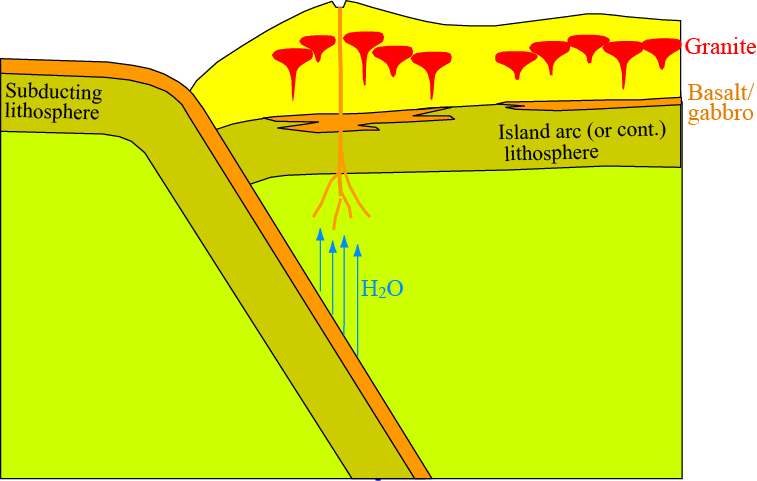 Granite
Subducting
lithosphere
Basalt/
gabbro
Island arc (or cont.)
lithosphere
H₂O